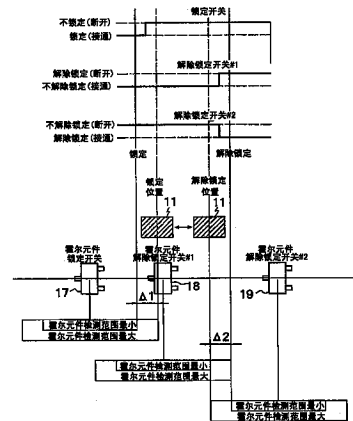 锁定开关
不锁定(断开)
锁定(接通)
解除锁定开关#1
解除锁定(断开)
不解除锁定(接通)
解除锁定开关#2
不解除锁定(断开)
解除锁定(接通)
锁定
解除锁定
锁定
位置
解除锁定
位置
11
11
霍尔元件
锁定开关
霍尔元件
解除锁定开关#1
霍尔元件
解除锁定开关#2
17
Δ1
18
19
霍尔元件检测范围最小
霍尔元件检测范围最大
Δ2
霍尔元件检测范围最小
霍尔元件检测范围最大
霍尔元件检测范围最小
霍尔元件检测范围最大